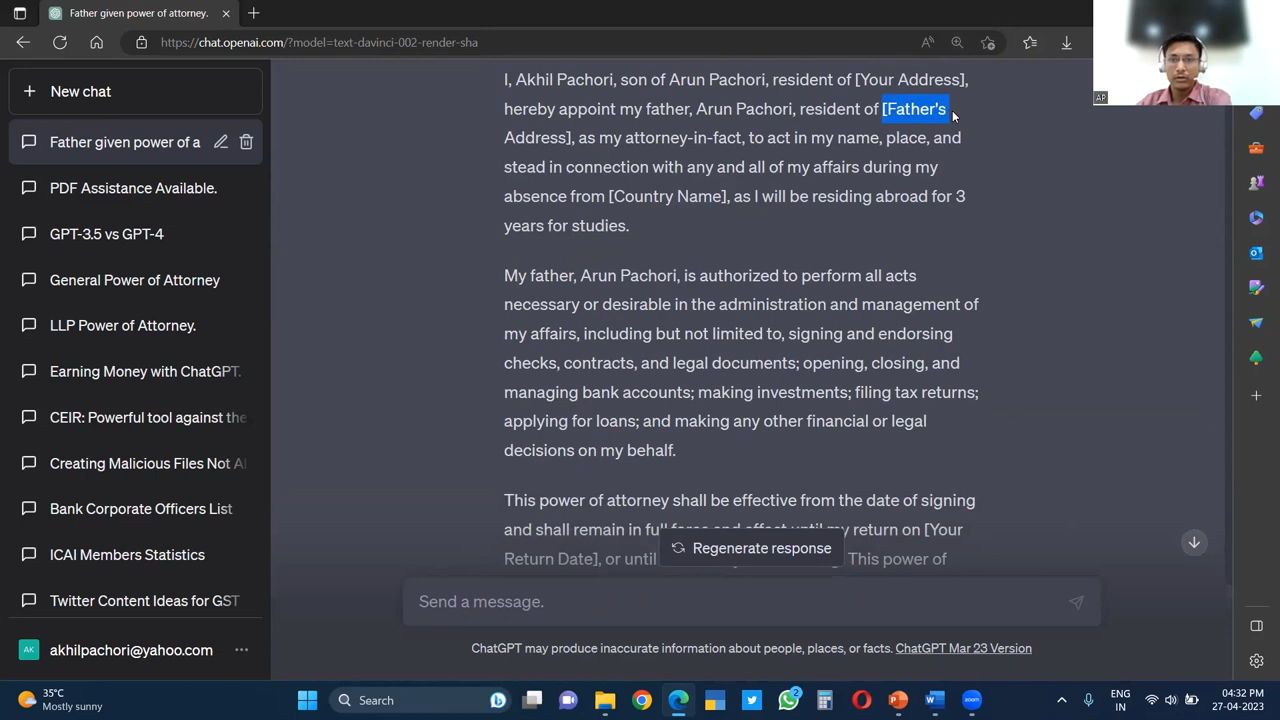 Father given power of attorney.
https://chat.openai.com/?model=text-davinci-002-render-sha
AP
New chat
Father given power of a
PDF Assistance Available.
GPT-3.5 vs GPT-4
General Power of Attorney
LLP Power of Attorney.
Earning Money with ChatGPT.
CEIR: Powerful tool against the
Creating Malicious Files Not Al
Bank Corporate Officers List
ICAI Members Statistics
Twitter Content Ideas for GST
AK akhilpachori@yahoo.com
I, Akhil Pachori, son of Arun Pachori, resident of [Your Address],
hereby appoint my father, Arun Pachori, resident of [Father's
Address], as my attorney-in-fact, to act in my name, place, and
stead in connection with any and all of my affairs during my
absence from [Country Name], as I will be residing abroad for 3
years for studies.
My father, Arun Pachori, is authorized to perform all acts
necessary or desirable in the administration and management of
my affairs, including but not limited to, signing and endorsing
checks, contracts, and legal documents; opening, closing, and
managing bank accounts; making investments; filing tax returns;
applying for loans; and making any other financial or legal
decisions on my behalf.
This power of attorney shall be effective from the date of signing
and shall remain in full force and effect until my return on [Your
Return Date], or until This power of
Regenerate response
Send a message.
ChatGPT may produce inaccurate information about people, places, or facts. ChatGPT Mar 23 Version
35°C
Mostly sunny
Search
2
zoom
ENG
IN
04:32 PM
27-04-2023